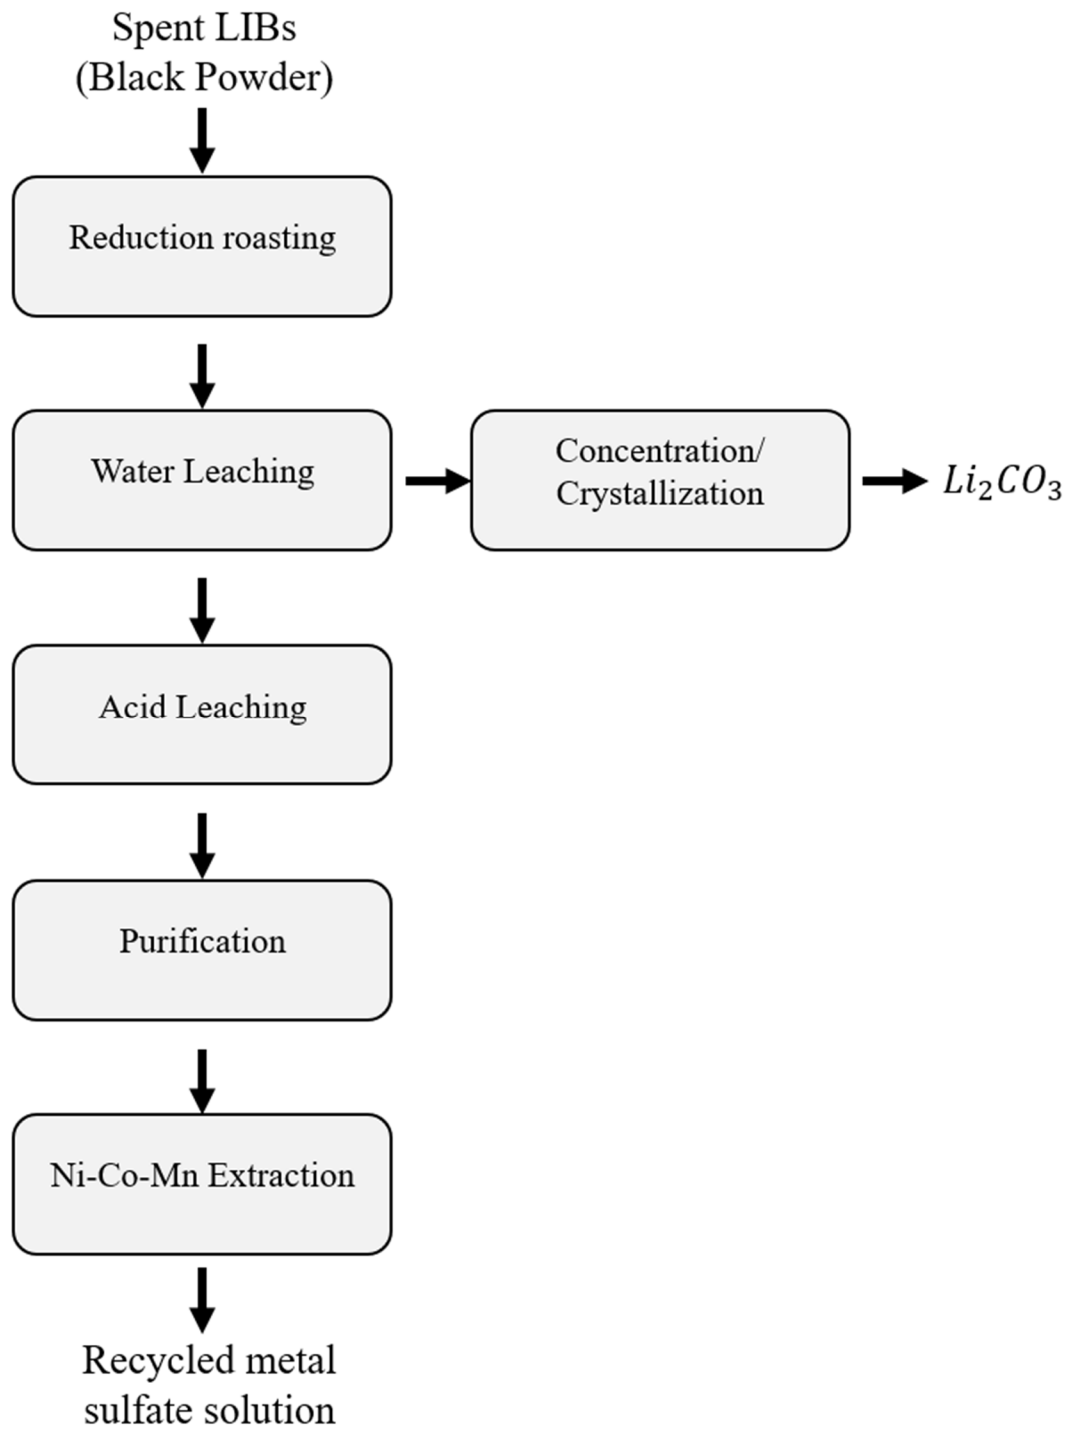 Spent LIBs
(Black Powder)
Reduction roasting
Water Leaching
Concentration/
Crystallization
Li₂CO₃
Acid Leaching
Purification
Ni-Co-Mn Extraction
Recycled metal
sulfate solution